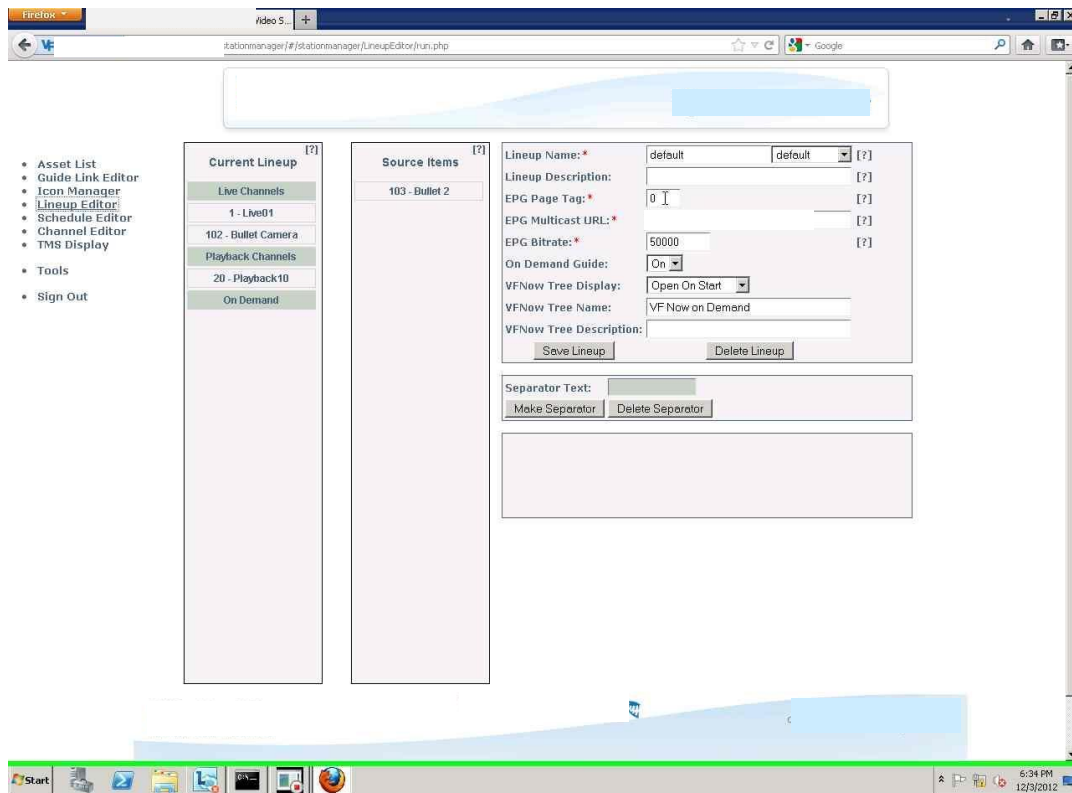 Firefox
Video S...
+
stationmanager/#/stationmanager/LineupEditor/run.php
Google
Asset List
Guide Link Editor
Icon Manager
Lineup Editor
Schedule Editor
Channel Editor
TMS Display
Tools
Sign Out
[?]
Current Lineup
Live Channels
1 - Live01
102 - Bullet Camera
Playback Channels
20 - Playback10
On Demand
[?]
Source Items
103 - Bullet 2
Lineup Name:* default default [?]
Lineup Description: [?]
EPG Page Tag:* 0 [?]
EPG Multicast URL:* [?]
EPG Bitrate:* 50000 [?]
On Demand Guide: On
VFNow Tree Display: Open On Start
VFNow Tree Name: VF Now on Demand
VFNow Tree Description:
Save Lineup Delete Lineup
Separator Text:
Make Separator Delete Separator
Start
6:34 PM
12/3/2012